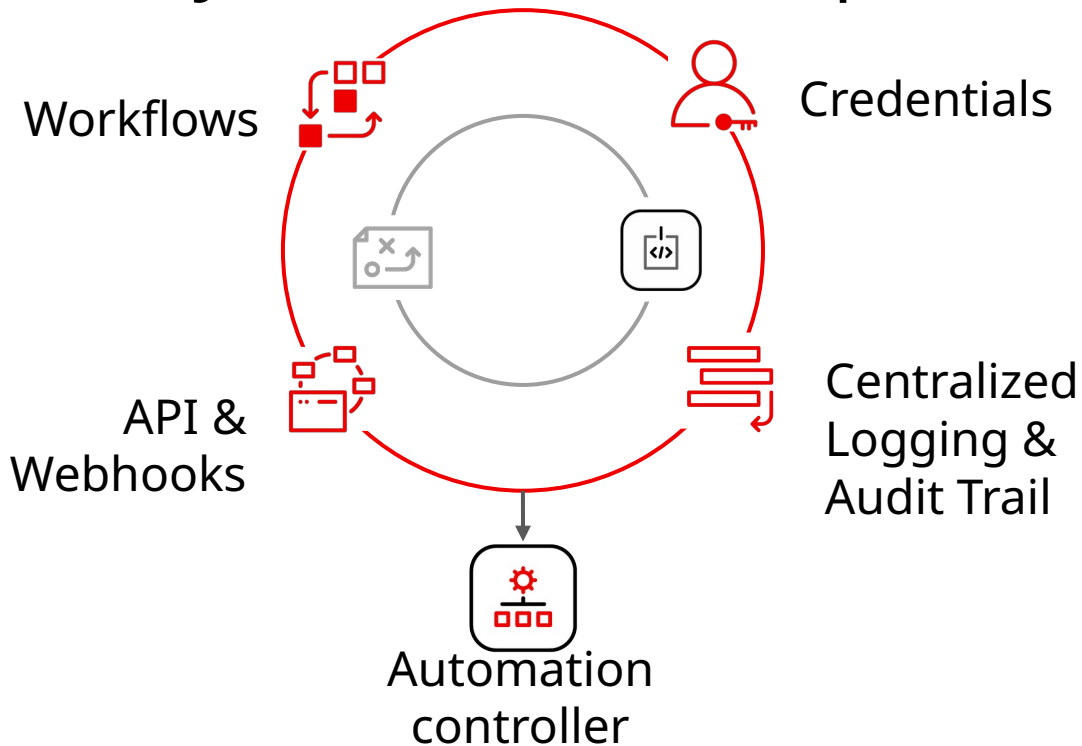 Workflows
Credentials
API &
Webhooks
Centralized
Logging &
Audit Trail
</>
Automation
controller